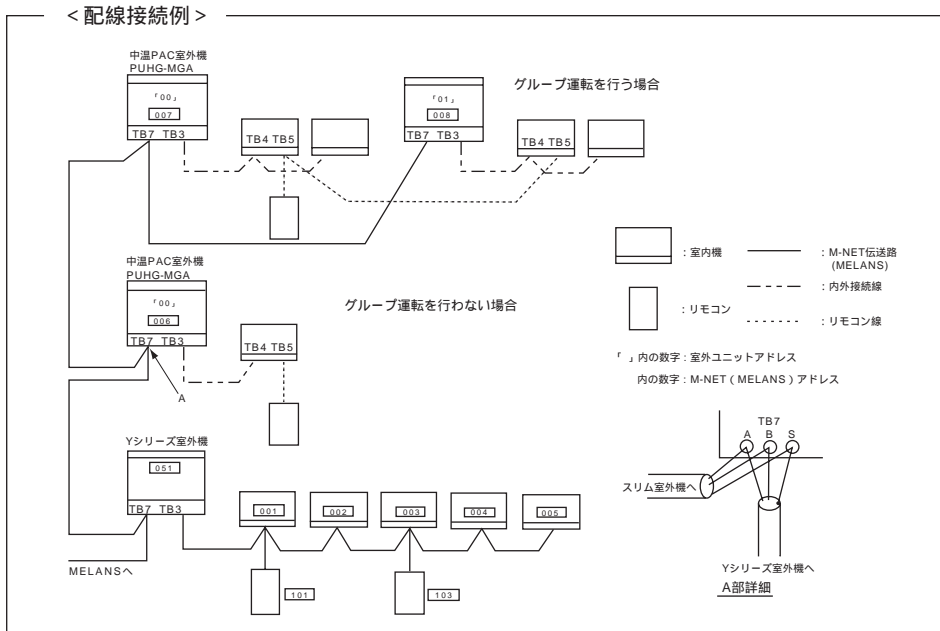 ＜配線接続例＞
中温PAC室外機
PUHG-MGA
「00」
007
TB7 TB3
TB4 TB5
「01」
008
TB7 TB3
TB4 TB5
グループ運転を行う場合
中温PAC室外機
PUHG-MGA
「00」
006
TB7 TB3
TB4 TB5
A
グループ運転を行わない場合
：室内機
：M-NET伝送路
(MELANS)
：内外接続線
：リモコン
：リモコン線
「 」内の数字：室外ユニットアドレス
内の数字：M-NET（MELANS）アドレス
Yシリーズ室外機
051
TB7 TB3
001
002
003
004
005
MELANSへ
101
103
TB7
A B S
スリム室外機へ
Yシリーズ室外機へ
A部詳細